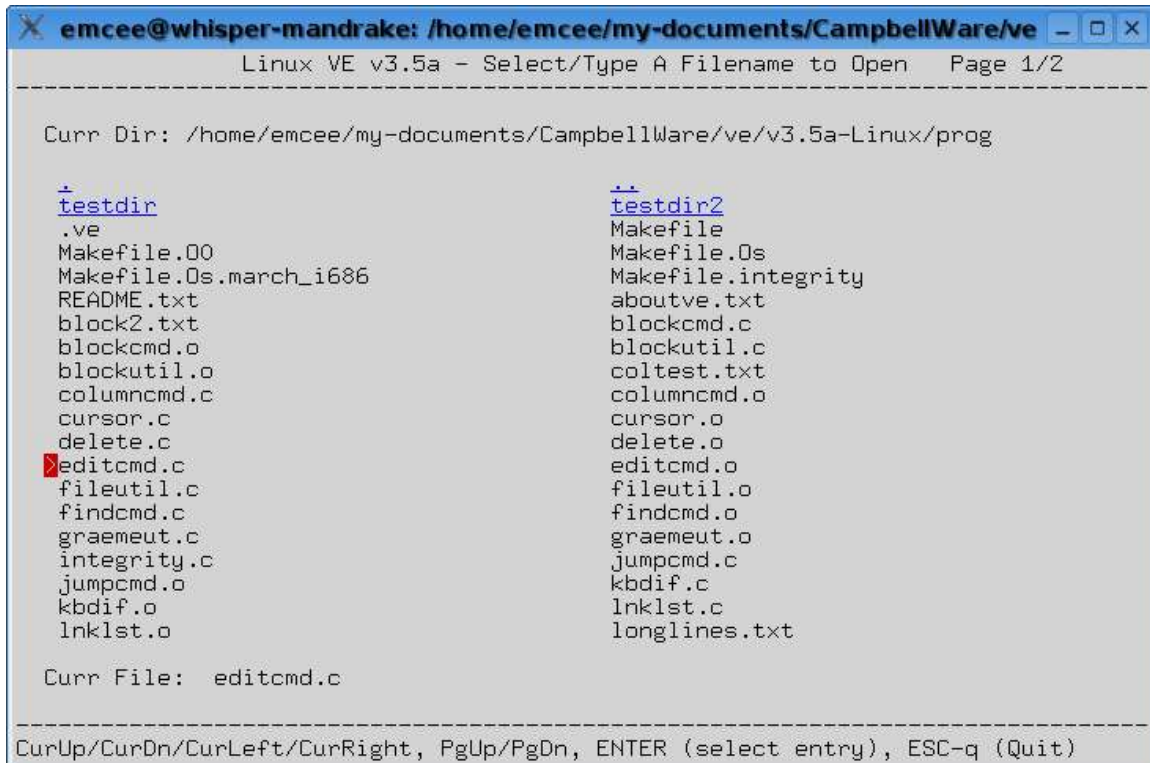 emcee@whisper-mandrake: /home/emcee/my-documents/CampbellWare/ve
Linux VE v3.5a - Select/Type A Filename to Open Page 1/2
--------------------------------------------------------------------------------
Curr Dir: /home/emcee/my-documents/CampbellWare/ve/v3.5a-Linux/prog
. ..
testdir testdir2
.ve Makefile
Makefile.O0 Makefile.Os
Makefile.Os.march_i686 Makefile.integrity
README.txt aboutve.txt
block2.txt blockcmd.c
blockcmd.o blockutil.c
blockutil.o coltest.txt
columncmd.c columncmd.o
cursor.c cursor.o
delete.c delete.o
>editcmd.c editcmd.o
fileutil.c fileutil.o
findcmd.c findcmd.o
graemeut.c graemeut.o
integrity.c jumpcmd.c
jumpcmd.o kbdif.c
kbdif.o lnklst.c
lnklst.o longlines.txt
Curr File: editcmd.c
--------------------------------------------------------------------------------
CurUp/CurDn/CurLeft/CurRight, PgUp/PgDn, ENTER (select entry), ESC-q (Quit)